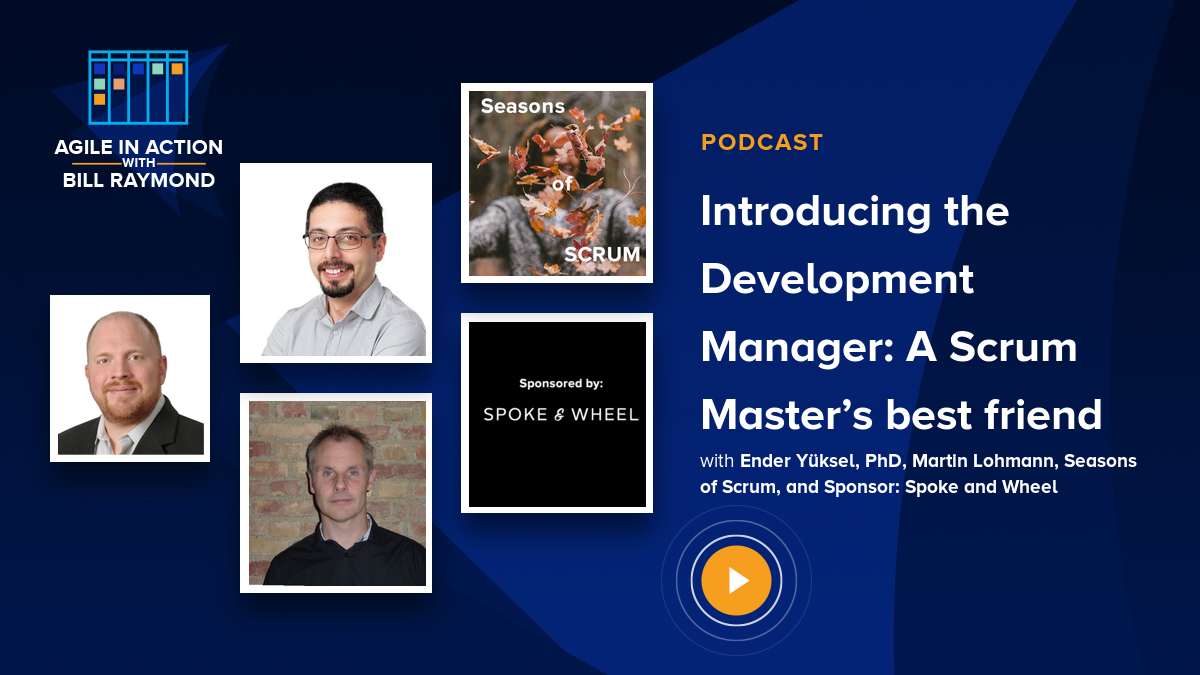 AGILE IN ACTION
WITH
BILL RAYMOND
Seasons
of
SCRUM
Sponsored by:
SPOKE & WHEEL
PODCAST
Introducing the
Development
Manager: A Scrum
Master’s best friend
with Ender Yüksel, PhD, Martin Lohmann, Seasons
of Scrum, and Sponsor: Spoke and Wheel